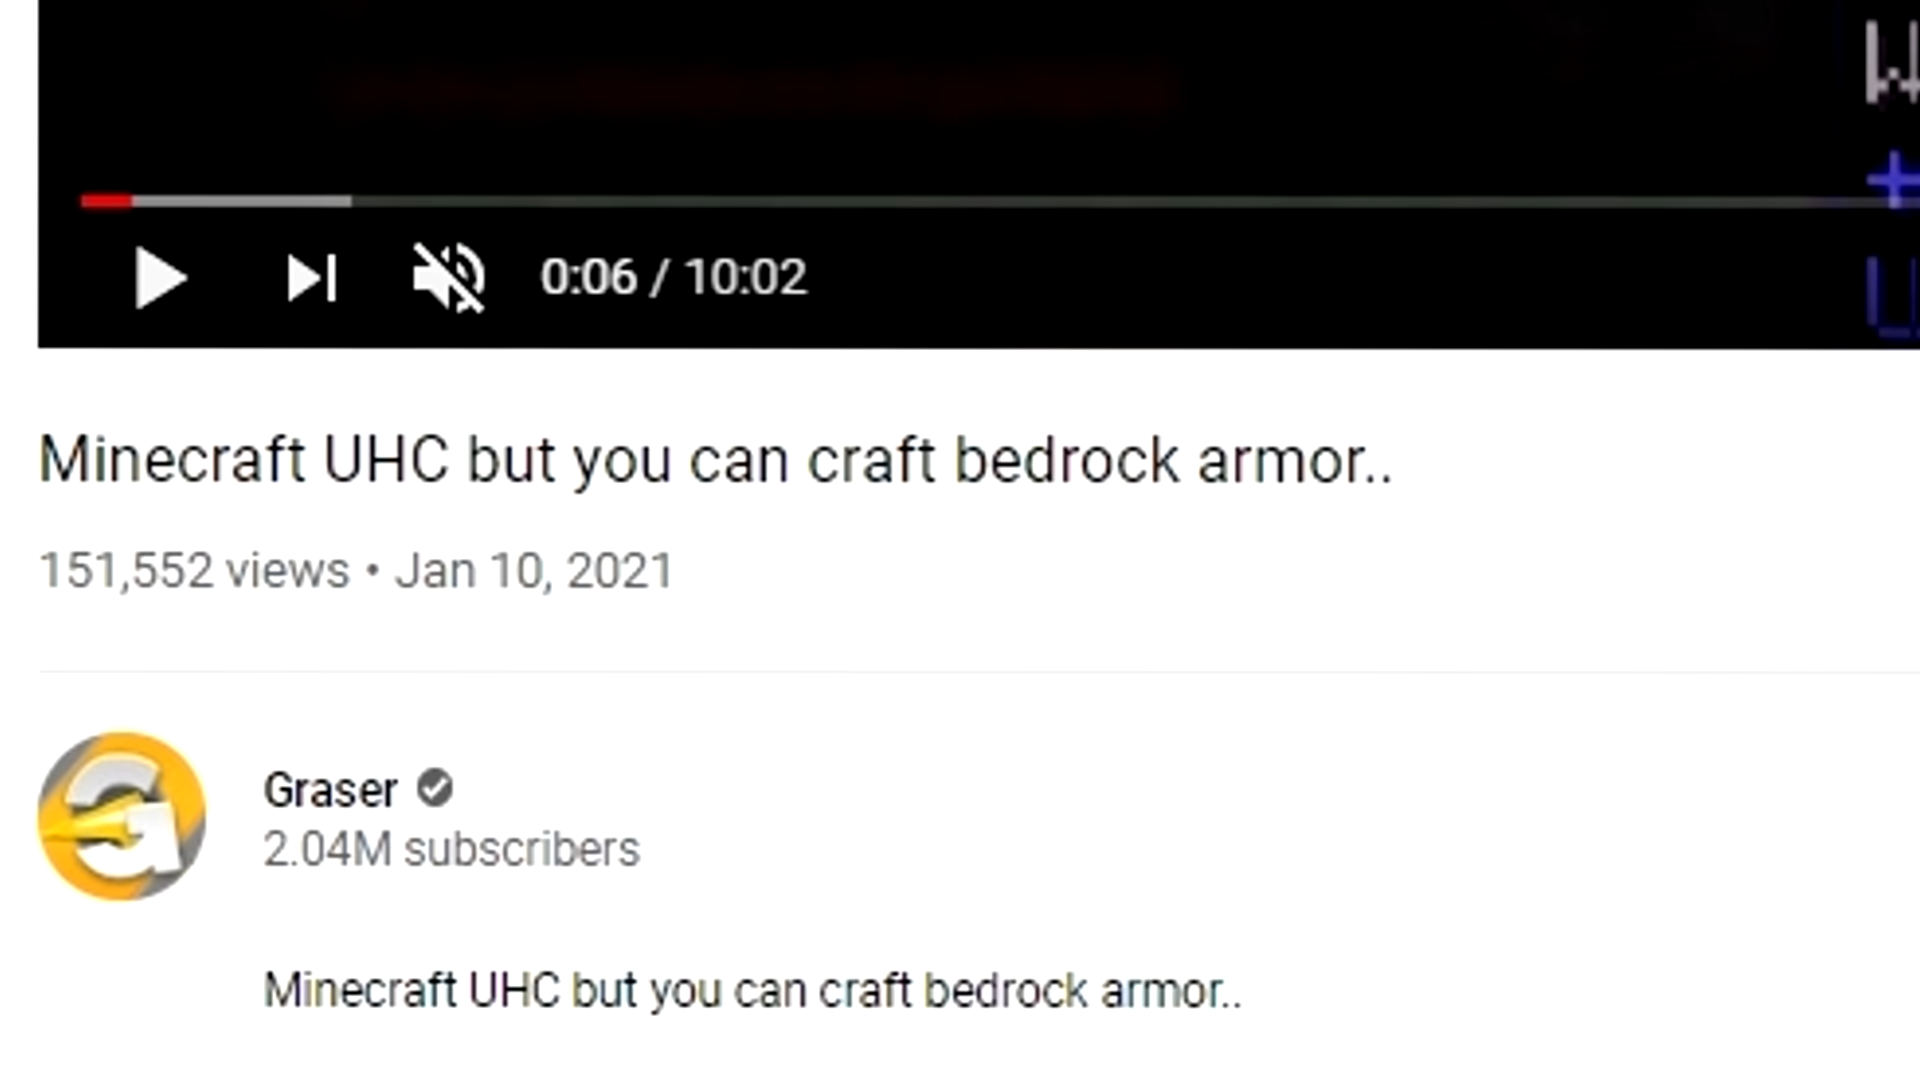 0:06 / 10:02
Minecraft UHC but you can craft bedrock armor..
151,552 views • Jan 10, 2021
Graser
2.04M subscribers
Minecraft UHC but you can craft bedrock armor..